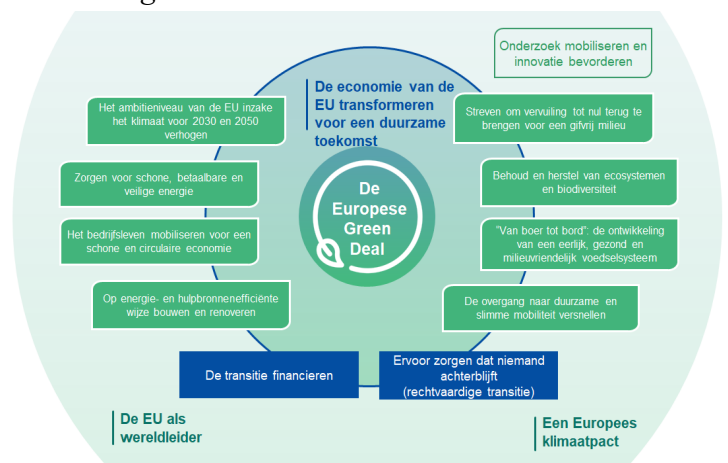 Onderzoek mobiliseren en
innovatie bevorderen
De economie van de
EU transformeren
voor een duurzame
toekomst
Het ambitieniveau van de EU inzake
het klimaat voor 2030 en 2050
verhogen
Streven om vervuiling tot nul terug te
brengen voor een gifvrij milieu
Zorgen voor schone, betaalbare en
veilige energie
Behoud en herstel van ecosystemen
en biodiversiteit
De
Europese
Green
Deal
Het bedrijfsleven mobiliseren voor een
schone en circulaire economie
"Van boer tot bord": de ontwikkeling
van een eerlijk, gezond en
milieuvriendelijk voedselsysteem
Op energie- en hulpbronnenefficiënte
wijze bouwen en renoveren
De overgang naar duurzame en
slimme mobiliteit versnellen
De transitie financieren
Ervoor zorgen dat niemand
achterblijft
(rechtvaardige transitie)
De EU als
wereldleider
Een Europees
klimaatpact